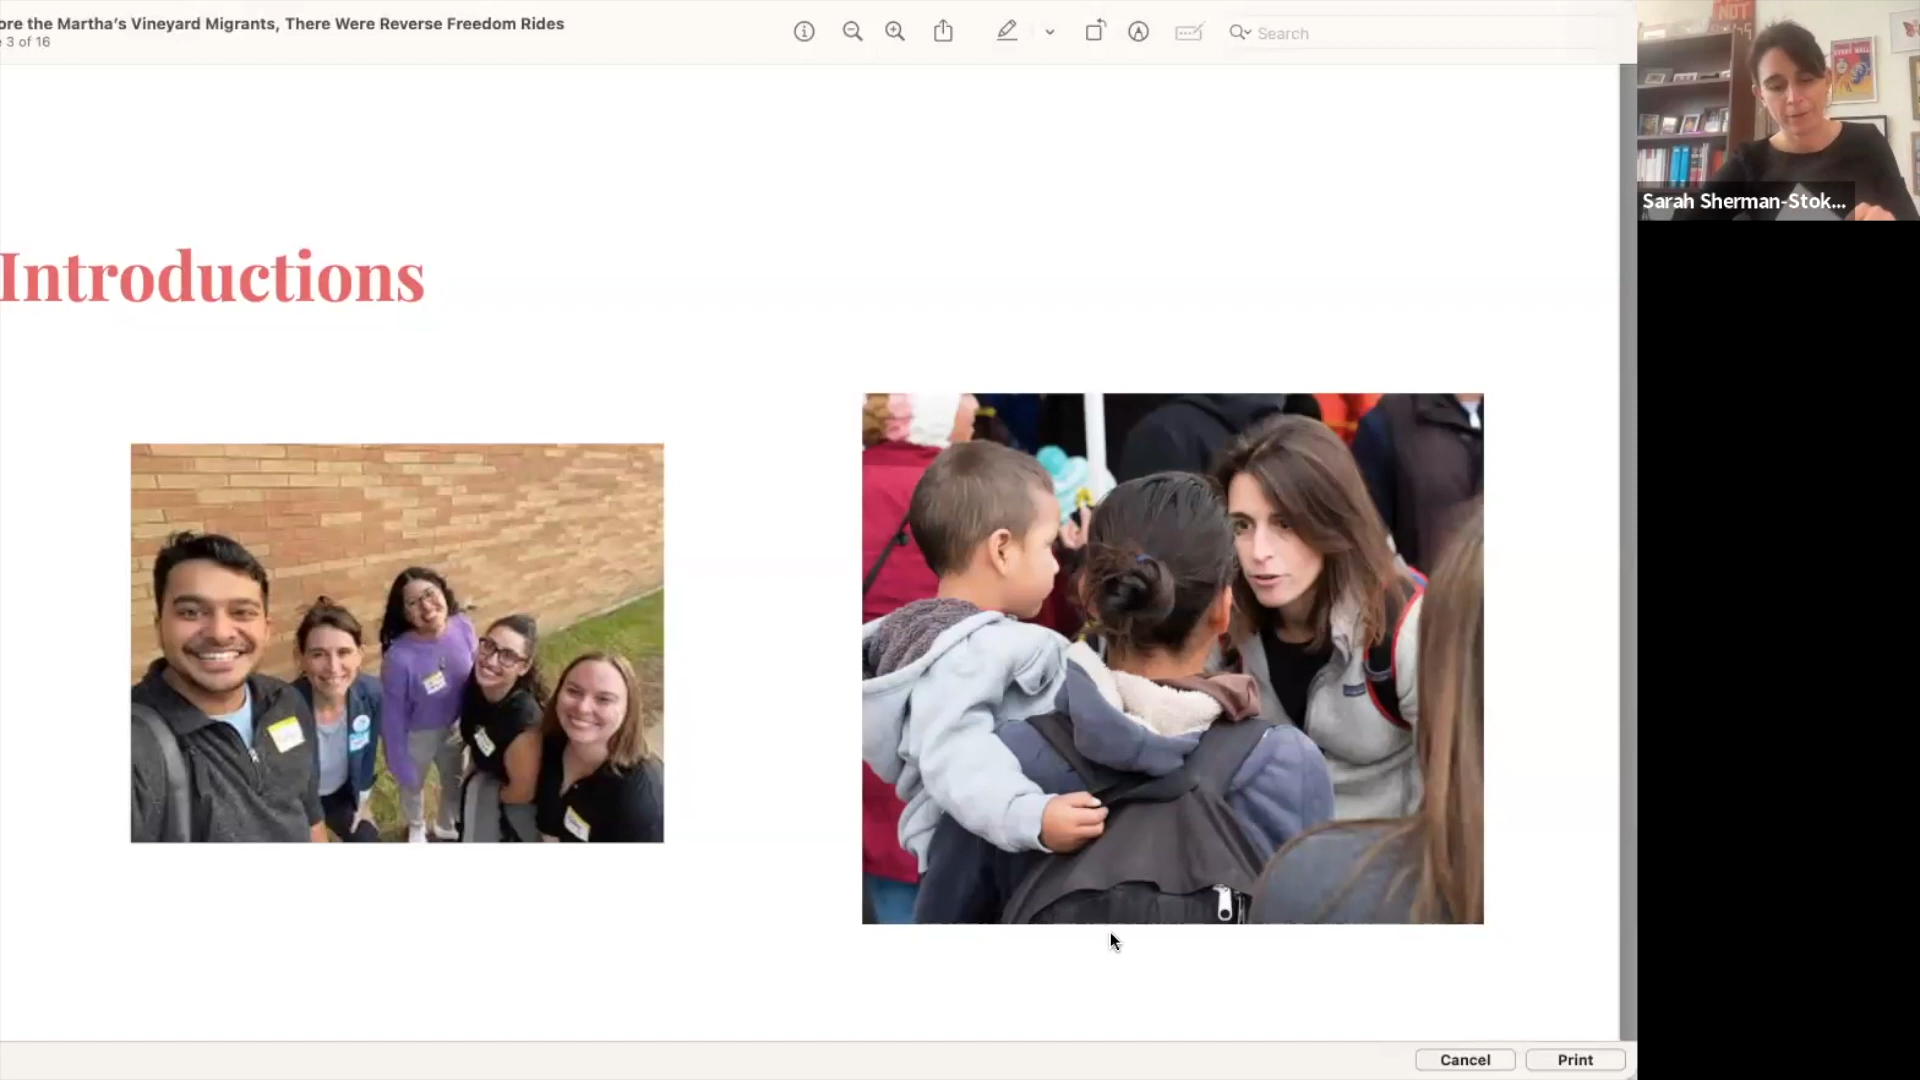 ore the Martha’s Vineyard Migrants, There Were Reverse Freedom Rides
3 of 16
Search
NOT
Sarah Sherman-Stok...
Introductions
Cancel
Print